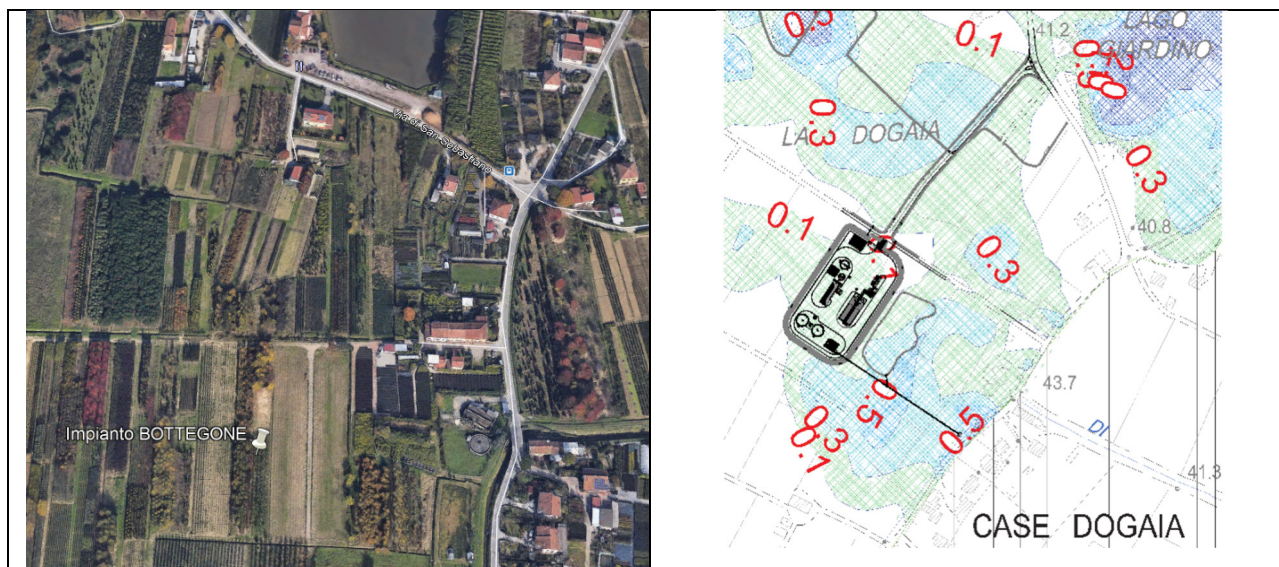 Via di San Sebastiano
Impianto BOTTEGONE
0.3
0.1
41.2
LAGO
GIARDINO
0.3
LA DOGAIA
0.3
0.1
40.8
0.3
0.5
0.5
0.3
0.1
43.7
DI
41.3
CASE DOGAIA